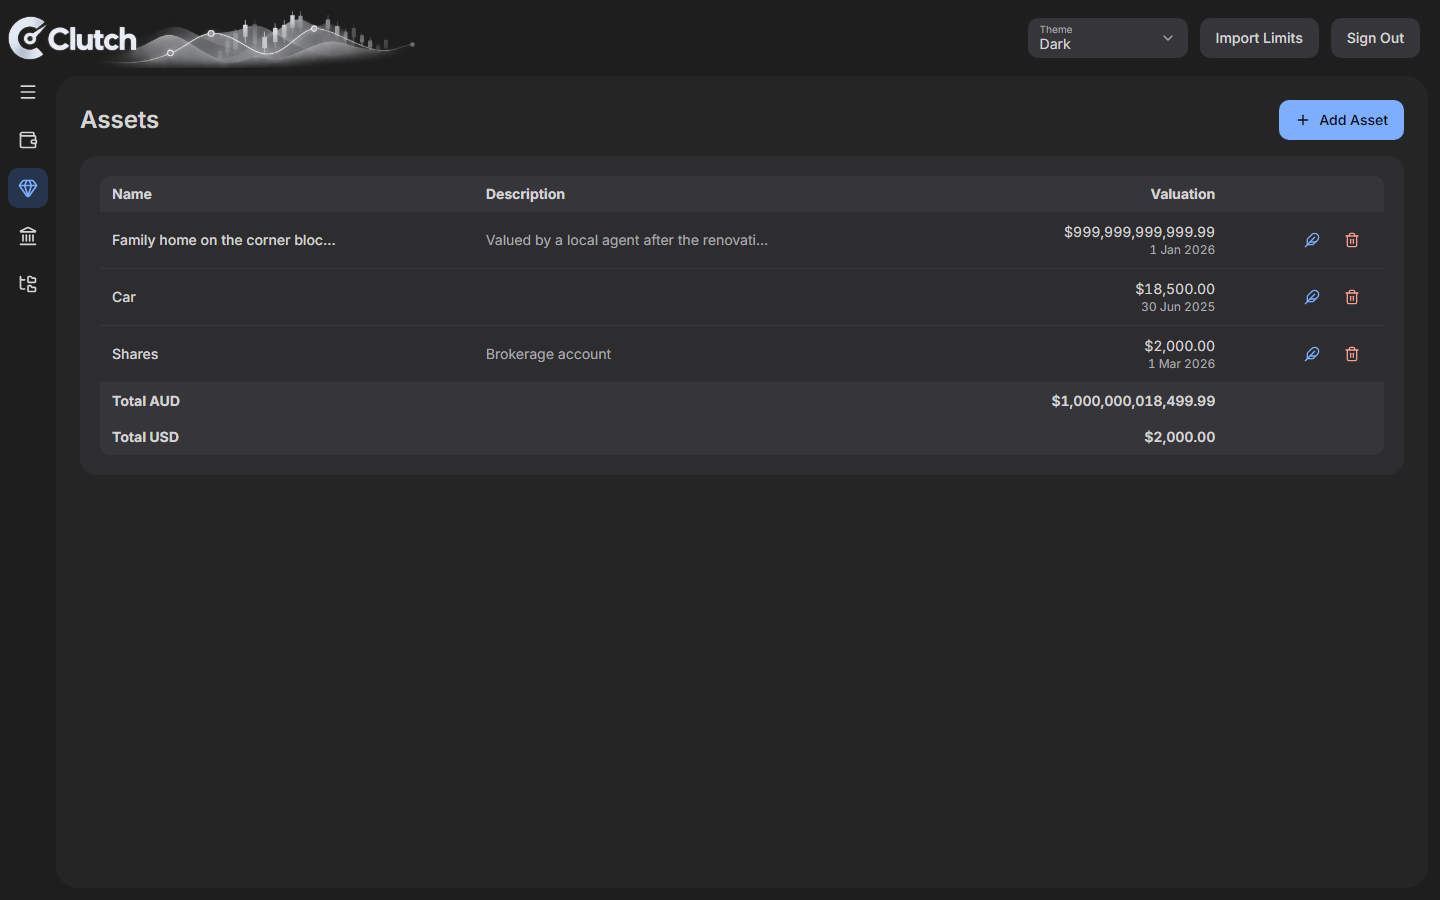 Clutch
Theme
Dark
Import Limits
Sign Out
Assets
+ Add Asset
Name Description Valuation
Family home on the corner bloc... Valued by a local agent after the renovati... $999,999,999,999.99
1 Jan 2026
Car $18,500.00
30 Jun 2025
Shares Brokerage account $2,000.00
1 Mar 2026
Total AUD $1,000,000,018,499.99
Total USD $2,000.00